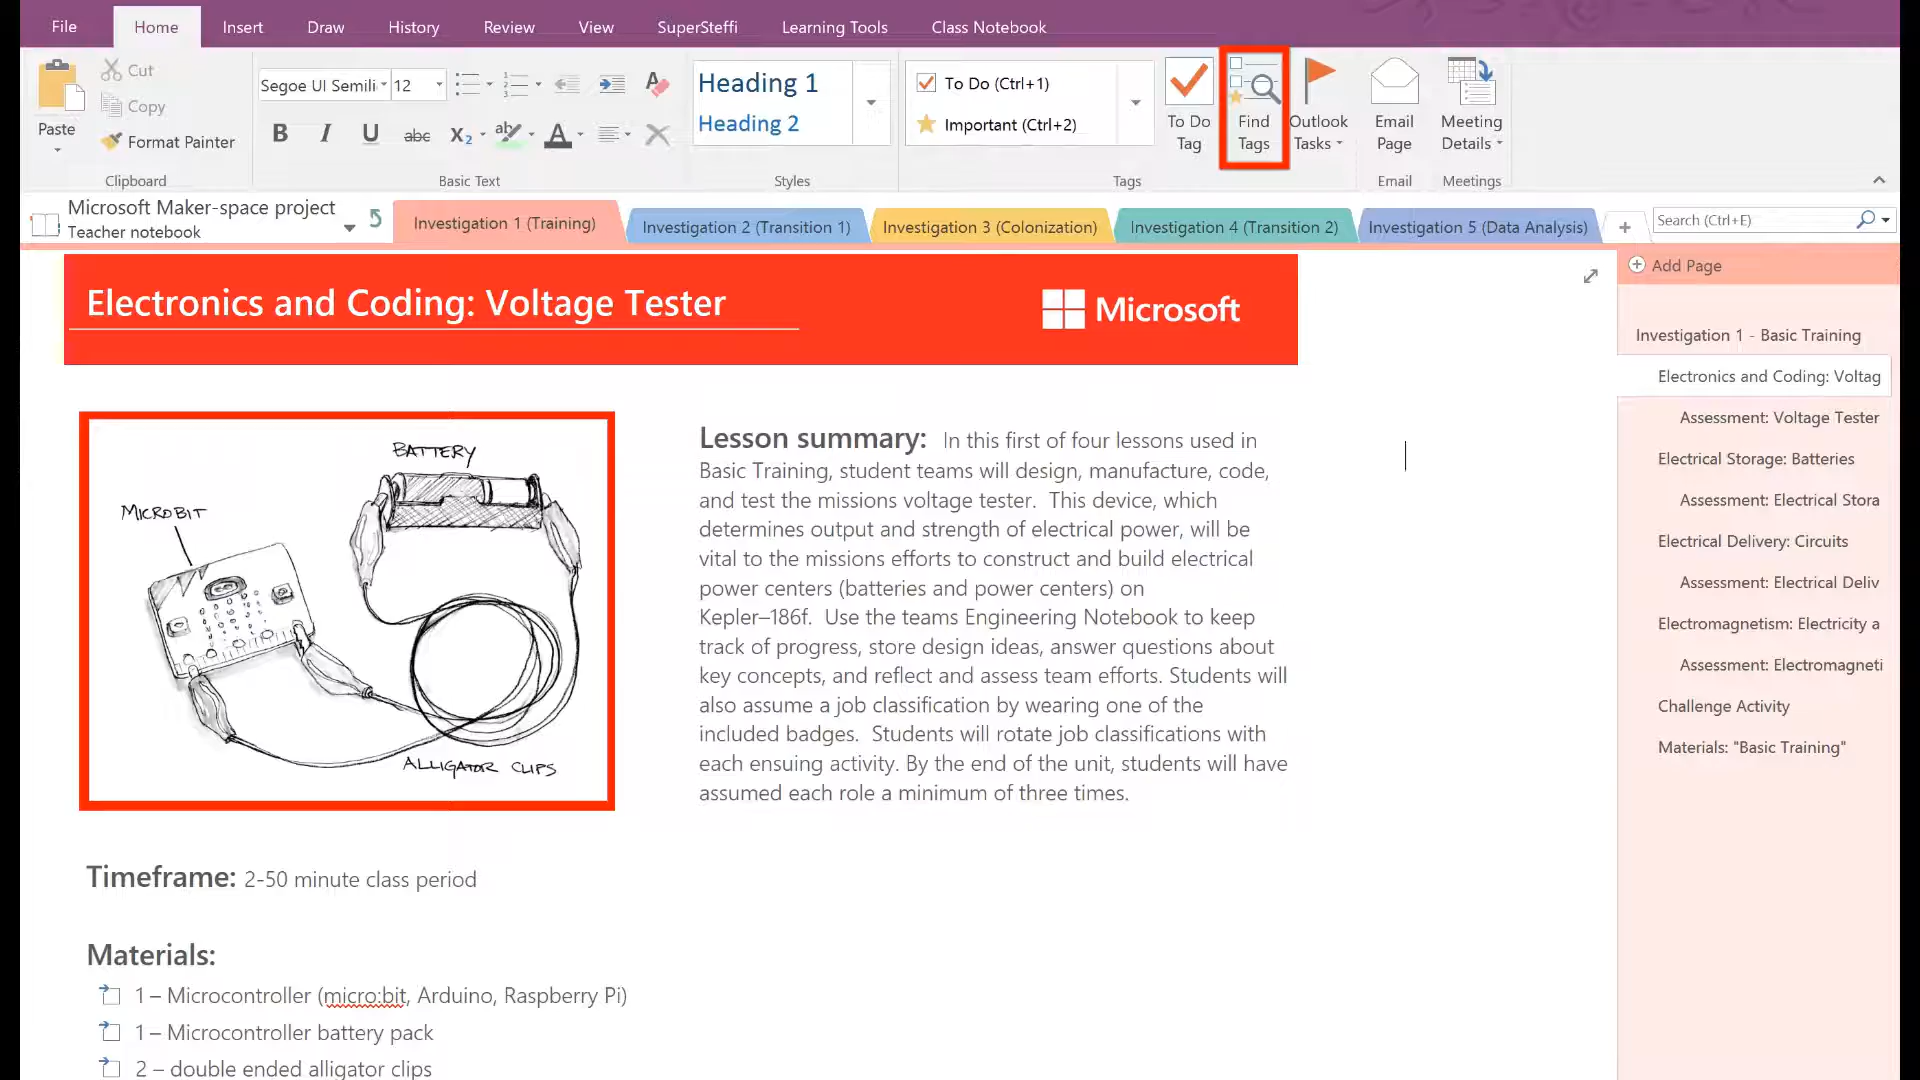 File Home Insert Draw History Review View SuperSteffi Learning Tools Class Notebook
Paste
Cut
Copy
Format Painter
Clipboard
Segoe UI Semili 12
B I U abc X2 A
Basic Text
Heading 1
Heading 2
Styles
To Do (Ctrl+1)
Important (Ctrl+2)
To Do
Tag
Find
Tags
Outlook
Tasks
Tags
Email
Page
Email
Meeting
Details
Meetings
Microsoft Maker-space project
Teacher notebook
Investigation 1 (Training)
Investigation 2 (Transition 1)
Investigation 3 (Colonization)
Investigation 4 (Transition 2)
Investigation 5 (Data Analysis)
Search (Ctrl+E)
Electronics and Coding: Voltage Tester
Microsoft
BATTERY
MICROBIT
ALLIGATOR CLIPS
Lesson summary: In this first of four lessons used in
Basic Training, student teams will design, manufacture, code,
and test the missions voltage tester. This device, which
determines output and strength of electrical power, will be
vital to the missions efforts to construct and build electrical
power centers (batteries and power centers) on
Kepler–186f. Use the teams Engineering Notebook to keep
track of progress, store design ideas, answer questions about
key concepts, and reflect and assess team efforts. Students will
also assume a job classification by wearing one of the
included badges. Students will rotate job classifications with
each ensuing activity. By the end of the unit, students will have
assumed each role a minimum of three times.
Timeframe: 2-50 minute class period
Materials:
1 – Microcontroller (micro:bit, Arduino, Raspberry Pi)
1 – Microcontroller battery pack
2 – double ended alligator clips
Add Page
Investigation 1 - Basic Training
Electronics and Coding: Voltag
Assessment: Voltage Tester
Electrical Storage: Batteries
Assessment: Electrical Stora
Electrical Delivery: Circuits
Assessment: Electrical Deliv
Electromagnetism: Electricity a
Assessment: Electromagneti
Challenge Activity
Materials: "Basic Training"